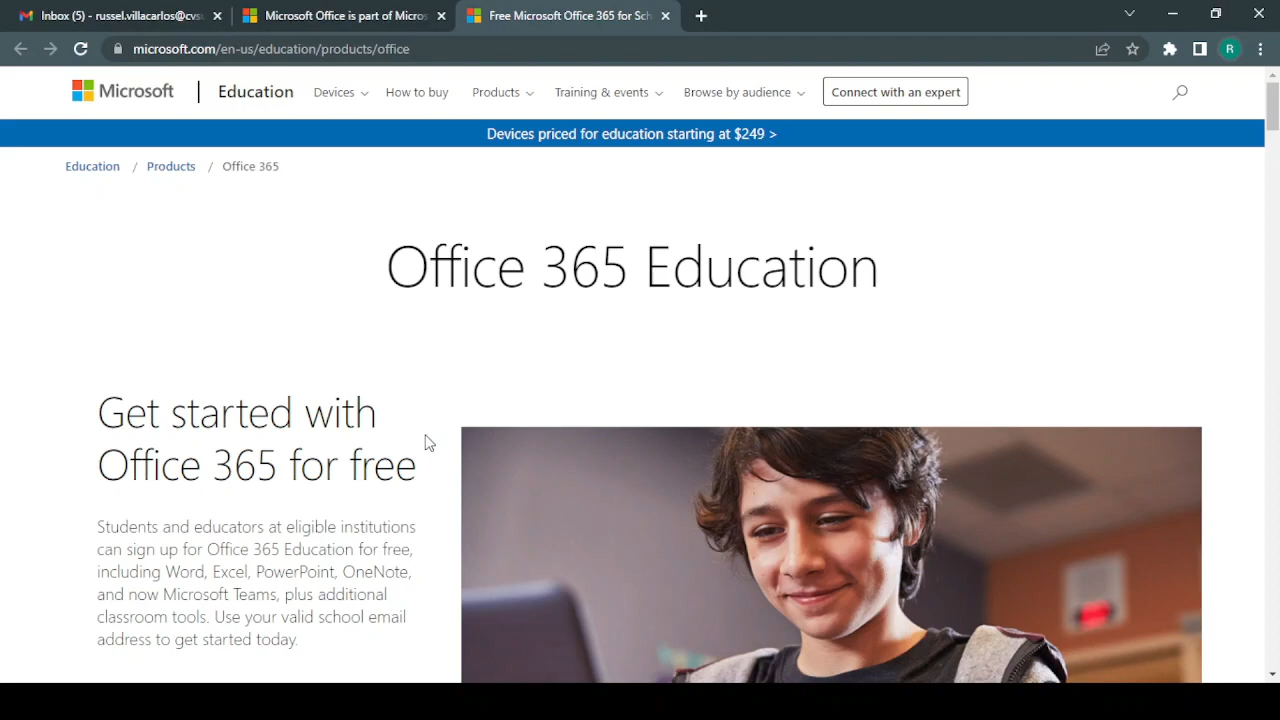 Inbox (5) - russel.villacarlos@cvsu
Microsoft Office is part of Micros
Free Microsoft Office 365 for Sch
microsoft.com/en-us/education/products/office
R
Microsoft
Education
Devices
How to buy
Products
Training & events
Browse by audience
Connect with an expert
Devices priced for education starting at $249 >
Education / Products / Office 365
Office 365 Education
Get started with
Office 365 for free
Students and educators at eligible institutions
can sign up for Office 365 Education for free,
including Word, Excel, PowerPoint, OneNote,
and now Microsoft Teams, plus additional
classroom tools. Use your valid school email
address to get started today.